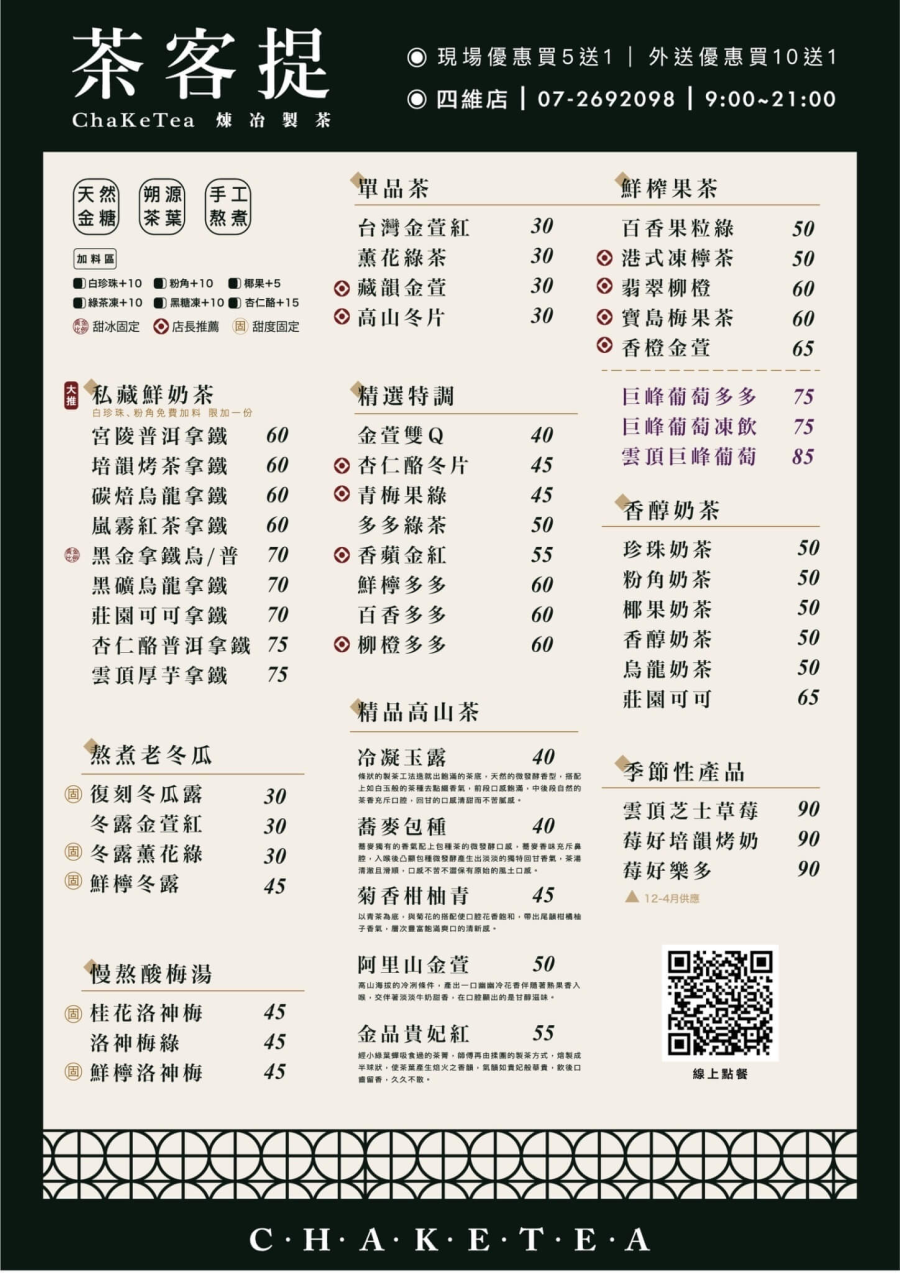 茶客提
ChaKeTea 煉冶製茶
現場優惠買5送1｜外送優惠買10送1
四維店｜07-2692098｜9:00~21:00
天然金糖
朔源茶葉
手工熬煮
加料區
白珍珠+10 粉角+10 椰果+5
綠茶凍+10 黑糖凍+10 杏仁酪+15
甜冰固定 店長推薦 固 甜度固定
大推
私藏鮮奶茶
白珍珠、粉角免費加料 限加一份
宮陵普洱拿鐵 60
培韻烤茶拿鐵 60
碳焙烏龍拿鐵 60
嵐霧紅茶拿鐵 60
黑金拿鐵烏/普 70
黑礦烏龍拿鐵 70
莊園可可拿鐵 70
杏仁酪普洱拿鐵 75
雲頂厚芋拿鐵 75
熬煮老冬瓜
固 復刻冬瓜露 30
冬露金萱紅 30
固 冬露薰花綠 30
固 鮮檸冬露 45
慢熬酸梅湯
固 桂花洛神梅 45
洛神梅綠 45
固 鮮檸洛神梅 45
單品茶
台灣金萱紅 30
薰花綠茶 30
藏韻金萱 30
高山冬片 30
精選特調
金萱雙Q 40
杏仁酪冬片 45
青梅果綠 45
多多綠茶 50
香蘋金紅 55
鮮檸多多 60
百香多多 60
柳橙多多 60
精品高山茶
冷凝玉露 40
條狀的製茶工法造就出飽滿的茶底，天然的微發酵香型，搭配
上如白玉般的茶種去點綴香氣，前段口感飽滿，中後段自然的
茶香充斥口腔，回甘的口感清甜而不苦膩感。
蕎麥包種 40
蕎麥獨有的香氣配上包種茶的微發酵口感，蕎麥香味充斥鼻
腔，入喉後凸顯包種微發酵產生出淡淡的獨特回甘香氣，茶湯
清澈且滑順，口感不苦不澀保有原始的風土口感。
菊香柑柚青 45
以青茶為底，與菊花的搭配使口腔花香飽和，帶出尾韻柑橘柚
子香氣，層次豐富飽滿爽口的清新感。
阿里山金萱 50
高山海拔的冷冽條件，產出一口幽幽冷花香伴隨著熟果香入
喉，交伴著淡淡牛奶甜香，在口腔顯出的是甘醇滋味。
金品貴妃紅 55
經小綠葉蟬吸食過的茶菁，師傅再由揉團的製茶方式，焙製成
半球狀，使茶葉產生焙火之香韻，氣韻如貴妃般華貴，飲後口
齒留香，久久不散。
鮮榨果茶
百香果粒綠 50
港式凍檸茶 50
翡翠柳橙 60
寶島梅果茶 60
香橙金萱 65
巨峰葡萄多多 75
巨峰葡萄凍飲 75
雲頂巨峰葡萄 85
香醇奶茶
珍珠奶茶 50
粉角奶茶 50
椰果奶茶 50
香醇奶茶 50
烏龍奶茶 50
莊園可可 65
季節性產品
雲頂芝士草莓 90
莓好培韻烤奶 90
莓好樂多 90
12-4月供應
線上點餐
C·H·A·K·E·T·E·A